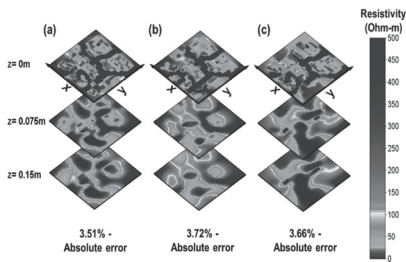 Resistivity
(Ohm-m)
(a) (b) (c)
500
450
400
350
300
250
200
150
100
50
0
z= 0m
x y x y x y
z= 0.075m
z= 0.15m
3.51% - 3.72% - 3.66% -
Absolute error Absolute error Absolute error